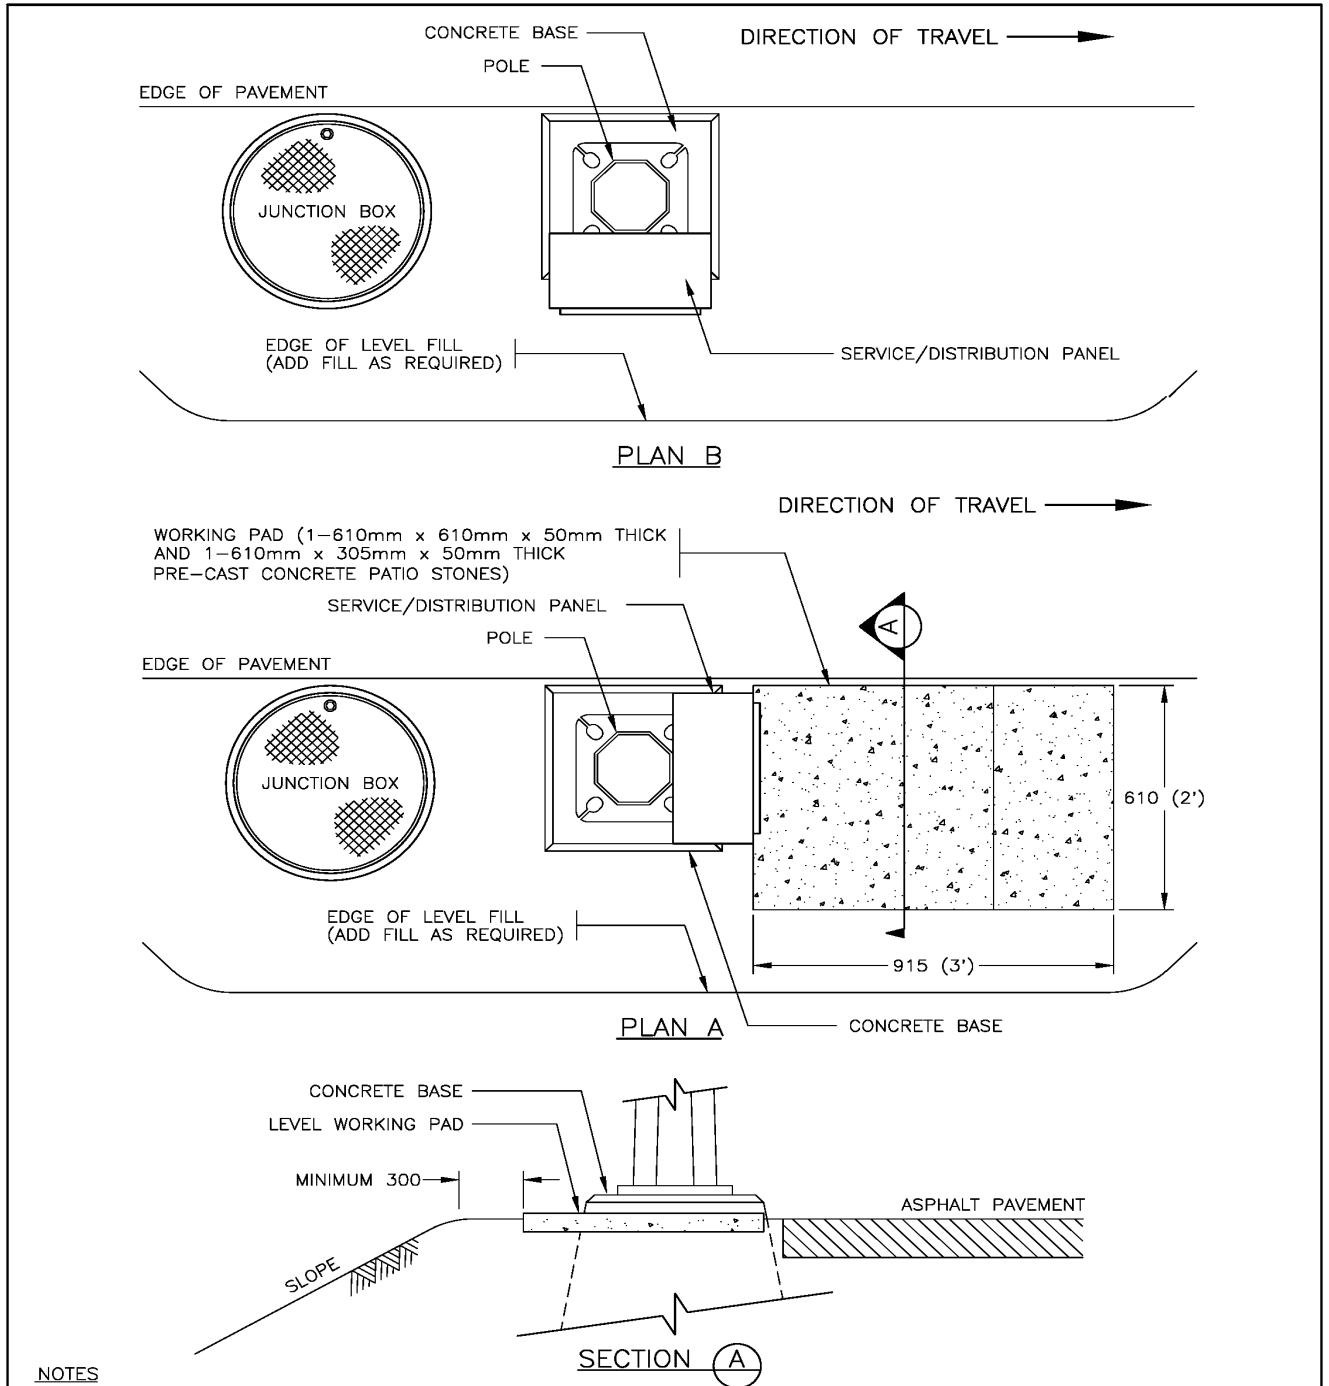 CONCRETE BASE
DIRECTION OF TRAVEL
POLE
EDGE OF PAVEMENT
JUNCTION BOX
EDGE OF LEVEL FILL
(ADD FILL AS REQUIRED)
SERVICE/DISTRIBUTION PANEL
PLAN B
DIRECTION OF TRAVEL
WORKING PAD (1-610mm x 610mm x 50mm THICK
AND 1-610mm x 305mm x 50mm THICK
PRE-CAST CONCRETE PATIO STONES)
SERVICE/DISTRIBUTION PANEL
A
POLE
EDGE OF PAVEMENT
JUNCTION BOX
610 (2')
EDGE OF LEVEL FILL
(ADD FILL AS REQUIRED)
915 (3')
PLAN A
CONCRETE BASE
CONCRETE BASE
LEVEL WORKING PAD
MINIMUM 300
ASPHALT PAVEMENT
SLOPE
SECTION A
NOTES